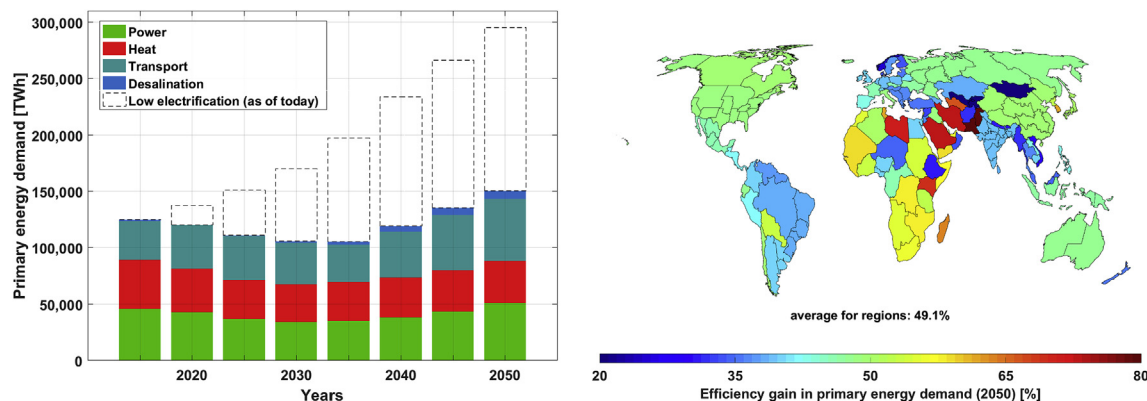 300,000
250,000
200,000
150,000
100,000
50,000
0
Primary energy demand [TWh]
Power
Heat
Transport
Desalination
Low electrification (as of today)
2020
2030
2040
2050
Years
average for regions: 49.1%
20
35
50
65
80
Efficiency gain in primary energy demand (2050) [%]